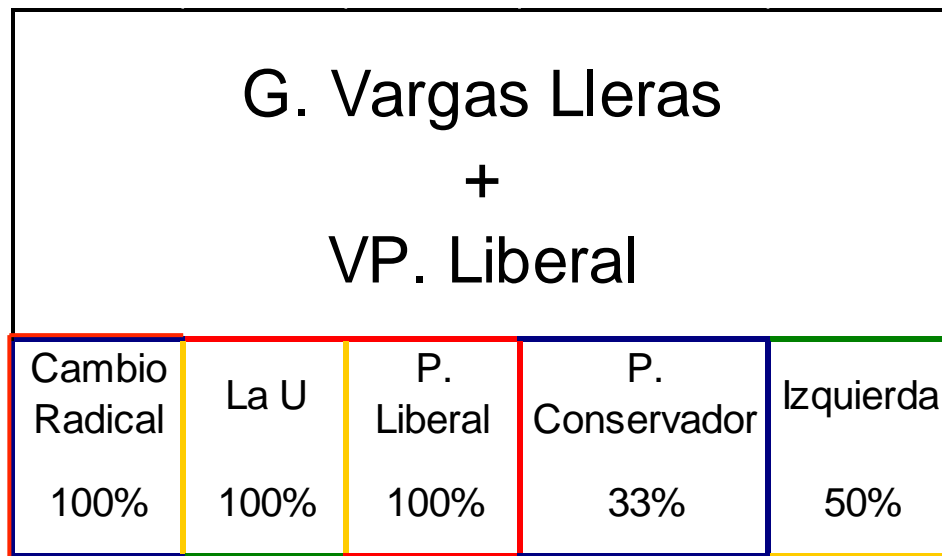 G. Vargas Lleras
+
VP. Liberal
Cambio Radical
La U
P. Liberal
P. Conservador
Izquierda
100%
100%
100%
33%
50%